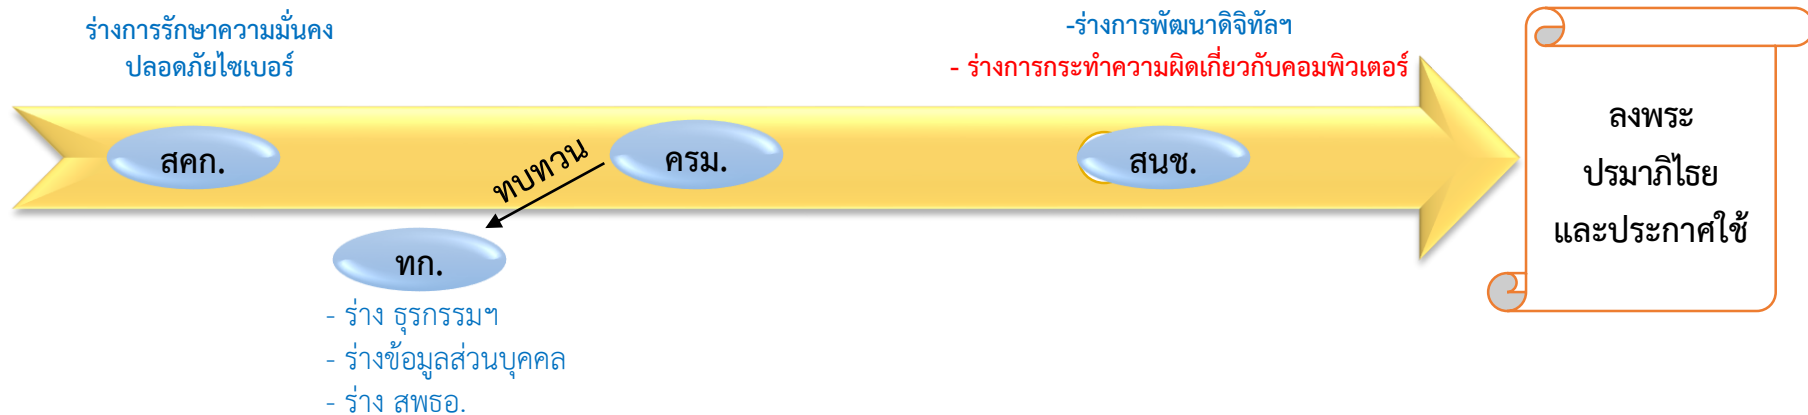 ร่างการรักษาความมั่นคง
ปลอดภัยไซเบอร์
-ร่างการพัฒนาดิจิทัลฯ
- ร่างการกระทำความผิดเกี่ยวกับคอมพิวเตอร์
สคก.
ทบทวน
ครม.
สนช.
ลงพระ
ปรมาภิไธย
และประกาศใช้
ทก.
- ร่าง ธุรกรรมฯ
- ร่างข้อมูลส่วนบุคคล
- ร่าง สพธอ.